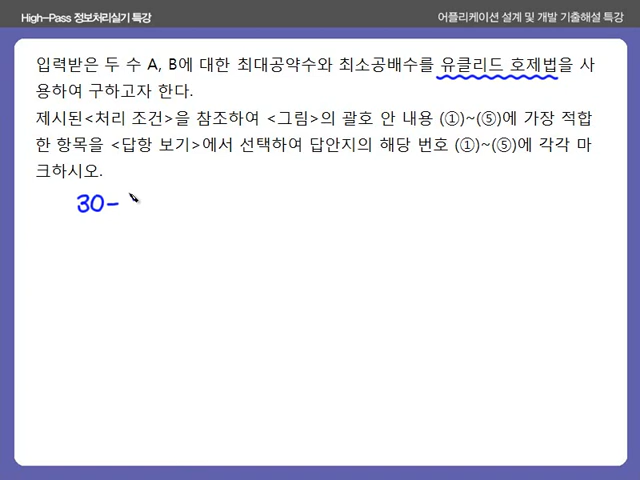 High-Pass 정보처리실기 특강
어플리케이션 설계 및 개발 기출해설 특강
입력받은 두 수 A, B에 대한 최대공약수와 최소공배수를 유클리드 호제법을 사
용하여 구하고자 한다.
제시된<처리 조건>을 참조하여 <그림>의 괄호 안 내용 (①)~(⑤)에 가장 적합
한 항목을 <답항 보기>에서 선택하여 답안지의 해당 번호 (①)~(⑤)에 각각 마
크하시오.
30-